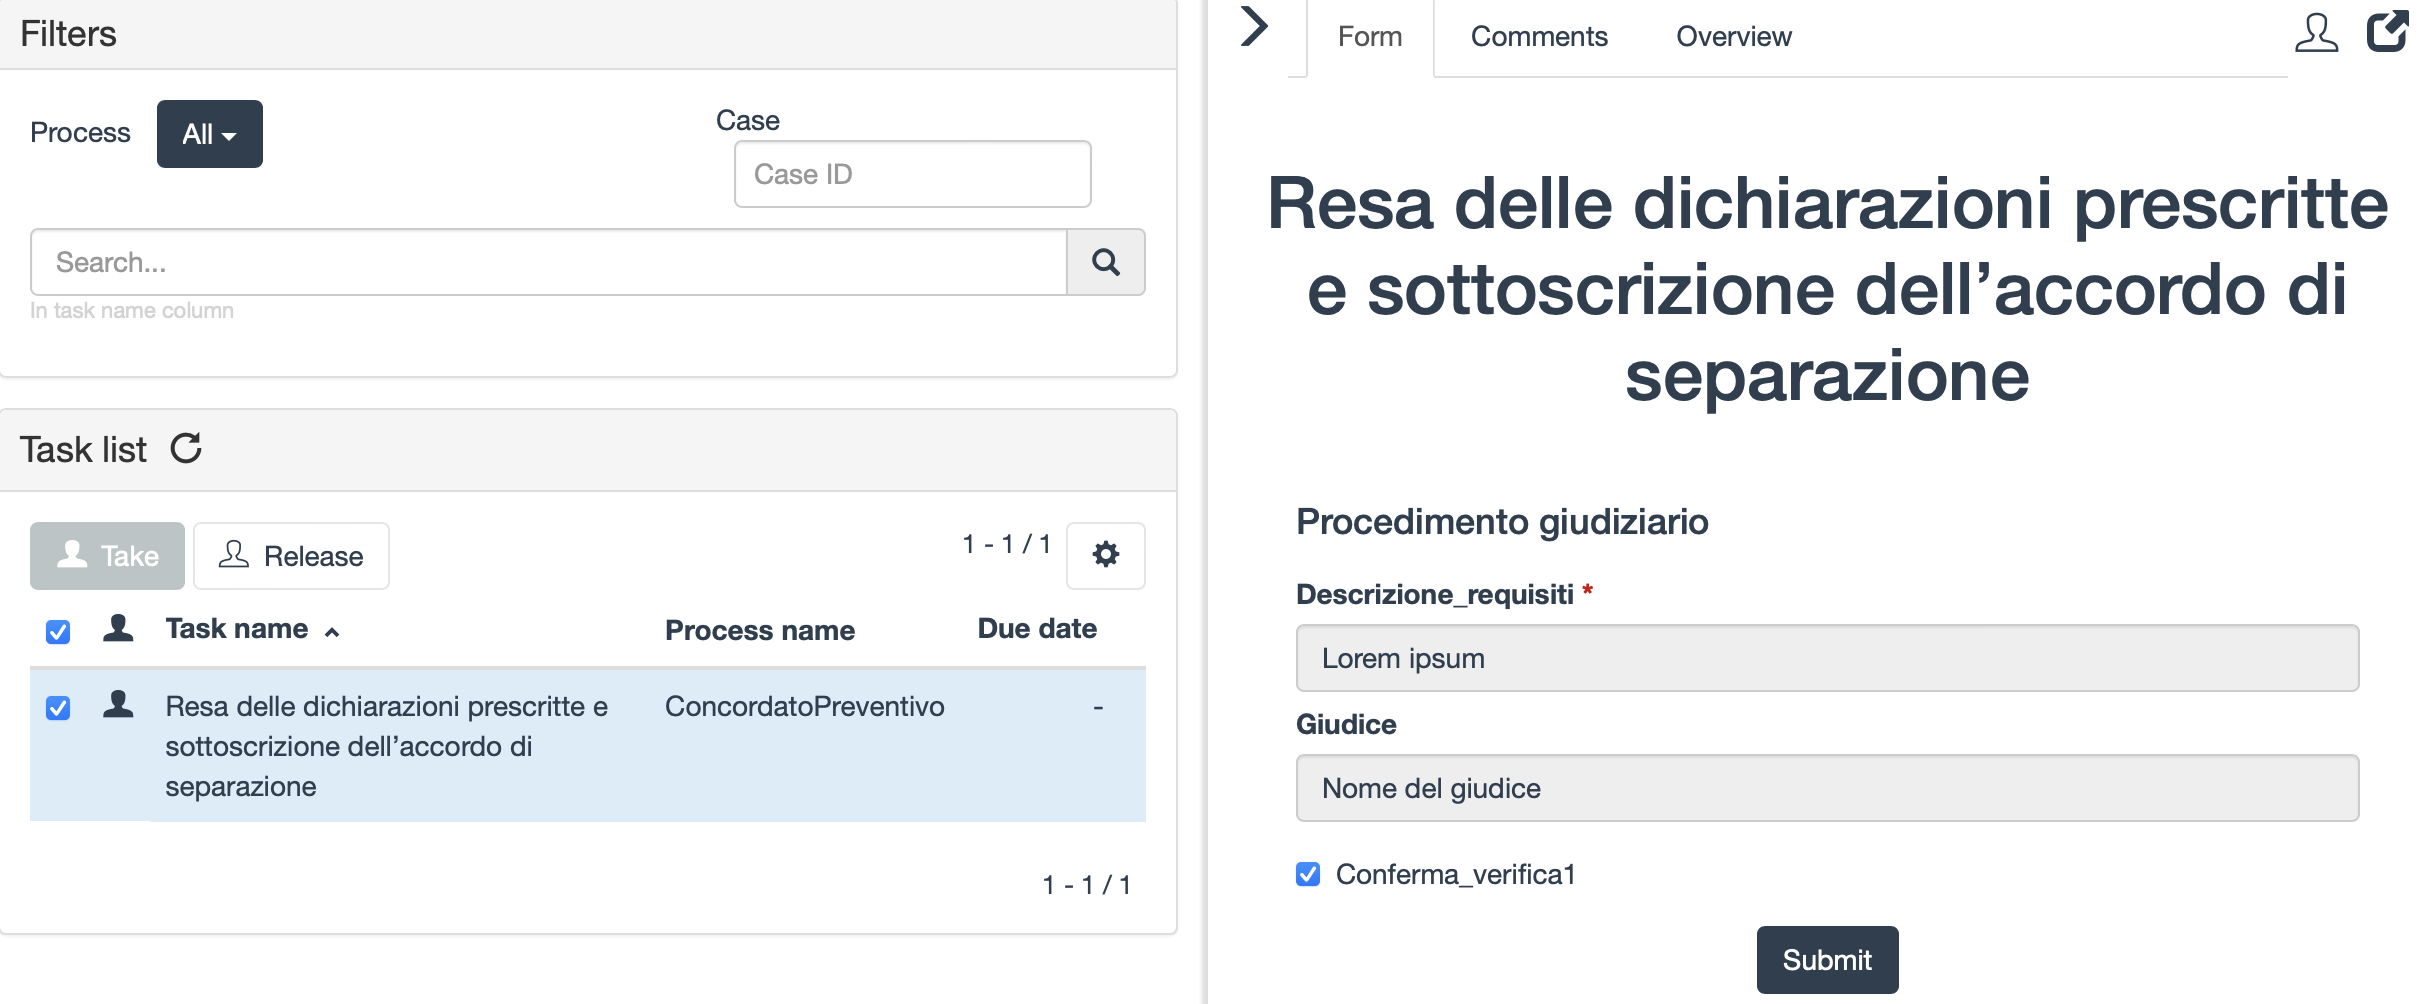 Filters
Process
All
Case
Case ID
Search...
In task name column
Task list
Take
Release
1 - 1 / 1
Task name
Process name
Due date
Resa delle dichiarazioni prescritte e
sottoscrizione dell’accordo di
separazione
ConcordatoPreventivo
-
1 - 1 / 1
Form
Comments
Overview
Resa delle dichiarazioni prescritte
e sottoscrizione dell’accordo di
separazione
Procedimento giudiziario
Descrizione_requisiti *
Lorem ipsum
Giudice
Nome del giudice
Conferma_verifica1
Submit